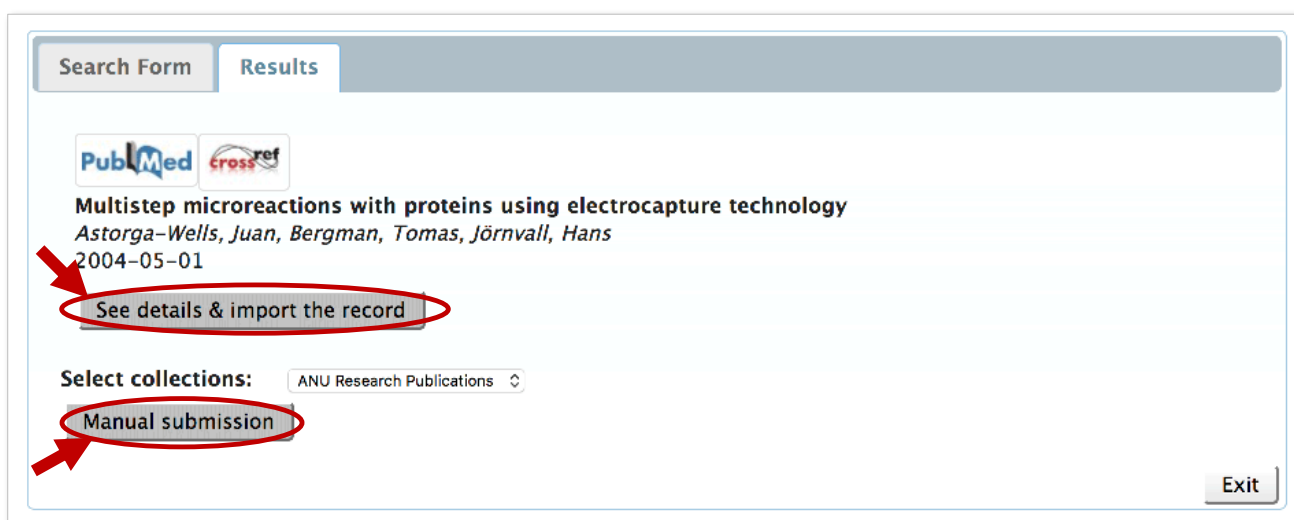 Search Form Results
PubMed crossref
Multistep microreactions with proteins using electrocapture technology
Astorga-Wells, Juan, Bergman, Tomas, Jörnvall, Hans
2004-05-01
See details & import the record
Select collections: ANU Research Publications
Manual submission
Exit